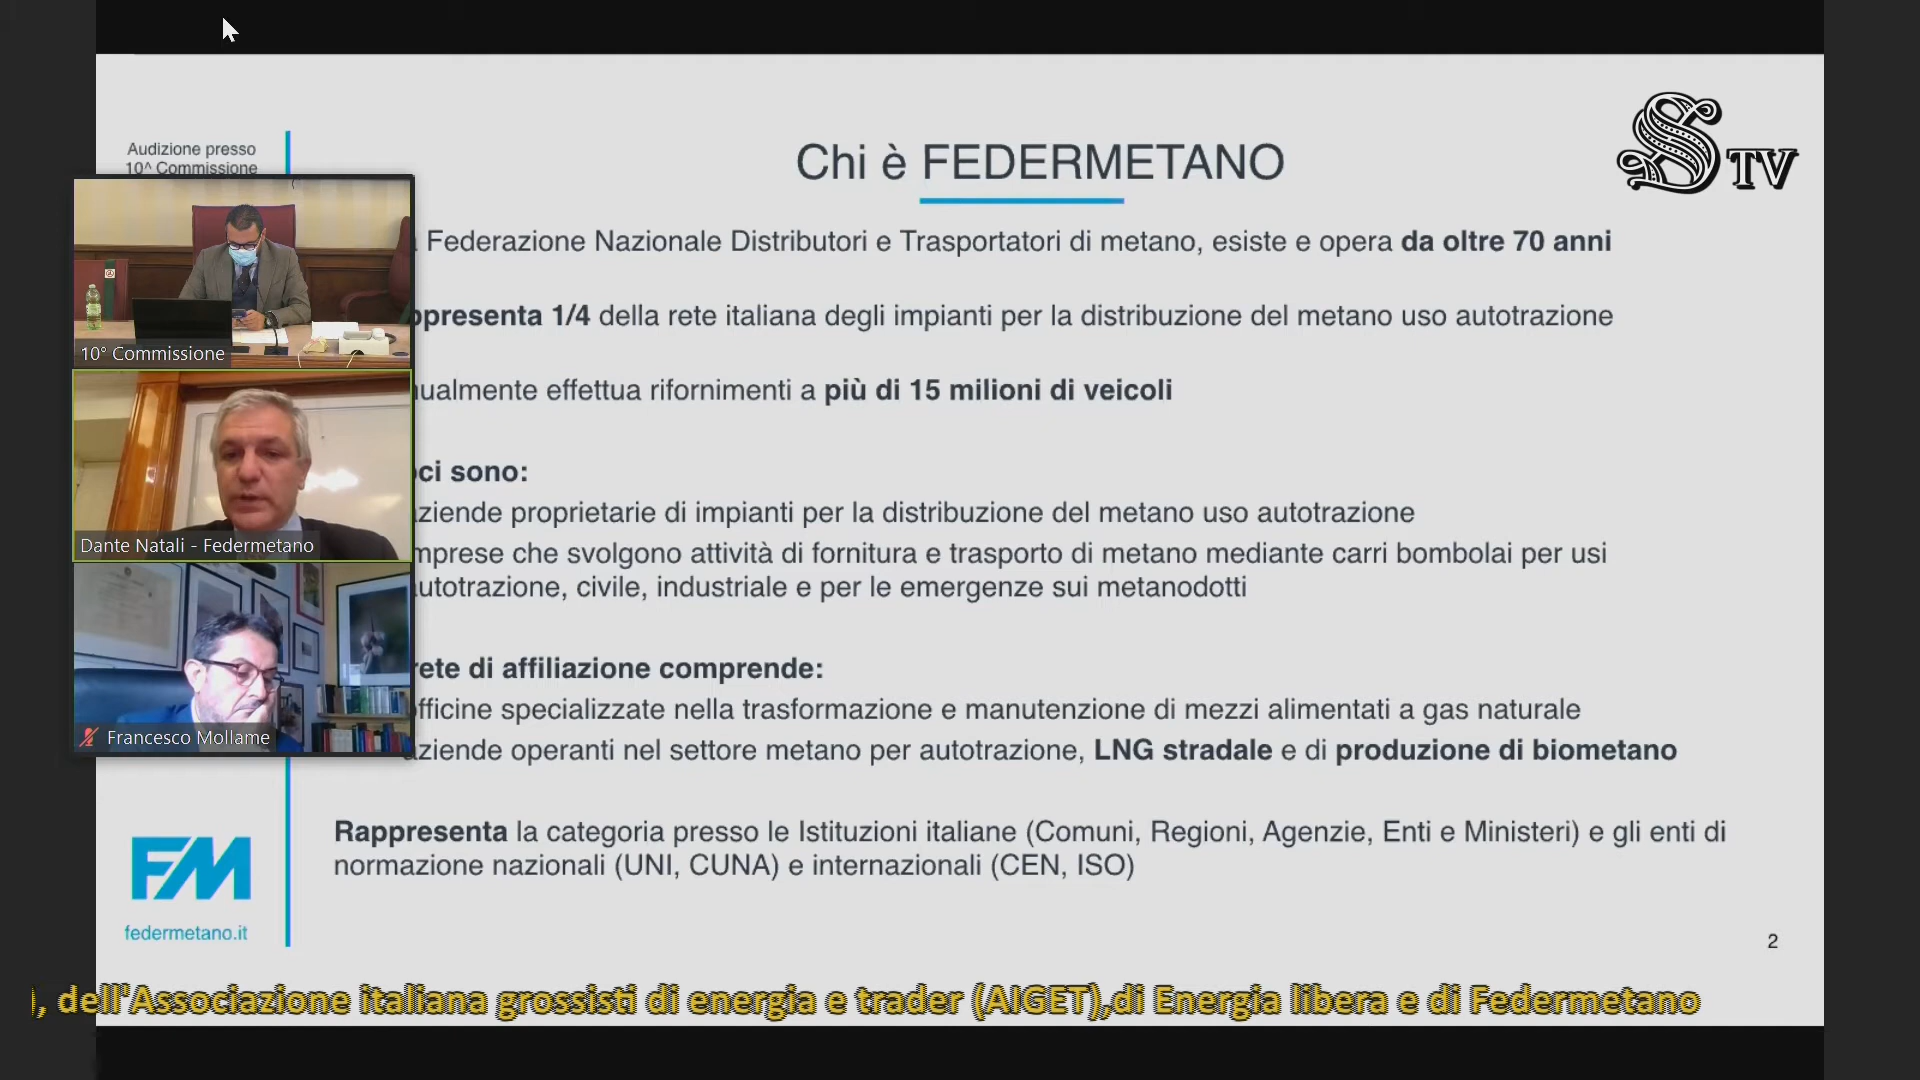 Audizione presso
10^ Commissione
Chi è FEDERMETANO
STV
Federazione Nazionale Distributori e Trasportatori di metano, esiste e opera da oltre 70 anni
ppresenta 1/4 della rete italiana degli impianti per la distribuzione del metano uso autotrazione
nualmente effettua rifornimenti a più di 15 milioni di veicoli
oci sono:
aziende proprietarie di impianti per la distribuzione del metano uso autotrazione
mprese che svolgono attività di fornitura e trasporto di metano mediante carri bombolai per usi
utotrazione, civile, industriale e per le emergenze sui metanodotti
rete di affiliazione comprende:
officine specializzate nella trasformazione e manutenzione di mezzi alimentati a gas naturale
aziende operanti nel settore metano per autotrazione, LNG stradale e di produzione di biometano
Rappresenta la categoria presso le Istituzioni italiane (Comuni, Regioni, Agenzie, Enti e Ministeri) e gli enti di
normazione nazionali (UNI, CUNA) e internazionali (CEN, ISO)
10° Commissione
Dante Natali - Federmetano
Francesco Mollame
FM
federmetano.it
2
), dell'Associazione italiana grossisti di energia e trader (AIGET),di Energia libera e di Federmetano